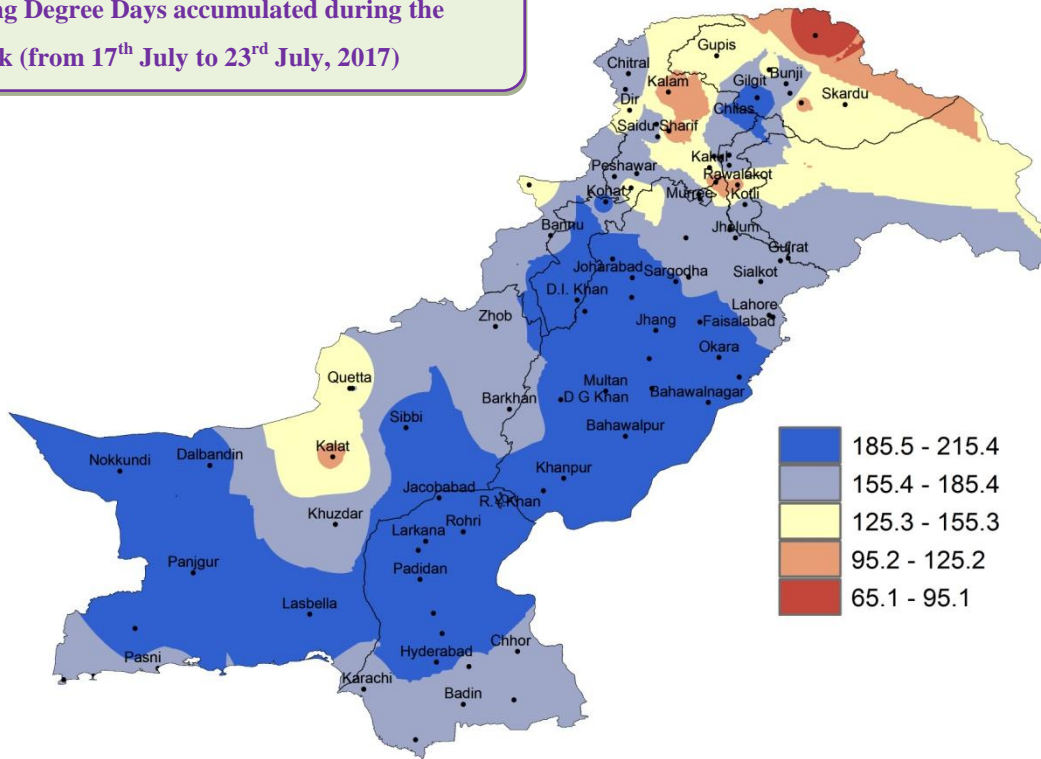 ng Degree Days accumulated during the
k (from 17th July to 23rd July, 2017)
Gupis
Chitral
Kalam
Gilgit
Bunji
Skardu
Dir
Chilas
Saidu Sharif
Kakul
Peshawar
Rawalakot
Kohat
Murree
Kotli
Bannu
Jhelum
Gujrat
Joharabad
Sargodha
Sialkot
D.I. Khan
Zhob
Lahore
Jhang
Faisalabad
Okara
Quetta
Multan
Barkhan
D G Khan
Bahawalnagar
Sibbi
Bahawalpur
Kalat
Nokkundi
Dalbandin
Khanpur
Jacobabad
R.Y.Khan
Khuzdar
Larkana
Rohri
Panjgur
Padidan
Lasbella
Chhor
Hyderabad
Pasni
Karachi
Badin
185.5 - 215.4
155.4 - 185.4
125.3 - 155.3
95.2 - 125.2
65.1 - 95.1